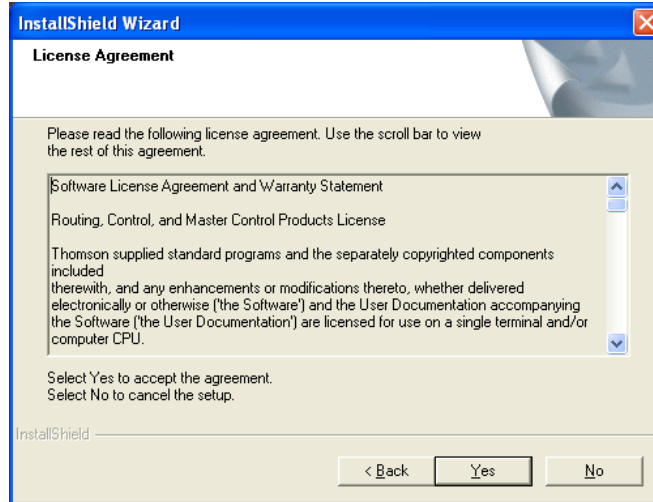 InstallShield Wizard
License Agreement
Please read the following license agreement. Use the scroll bar to view
the rest of this agreement.
Software License Agreement and Warranty Statement
Routing, Control, and Master Control Products License
Thomson supplied standard programs and the separately copyrighted components
included
therewith, and any enhancements or modifications thereto, whether delivered
electronically or otherwise ('the Software') and the User Documentation accompanying
the Software ('the User Documentation') are licensed for use on a single terminal and/or
computer CPU.
Select Yes to accept the agreement.
Select No to cancel the setup.
InstallShield
< Back Yes No